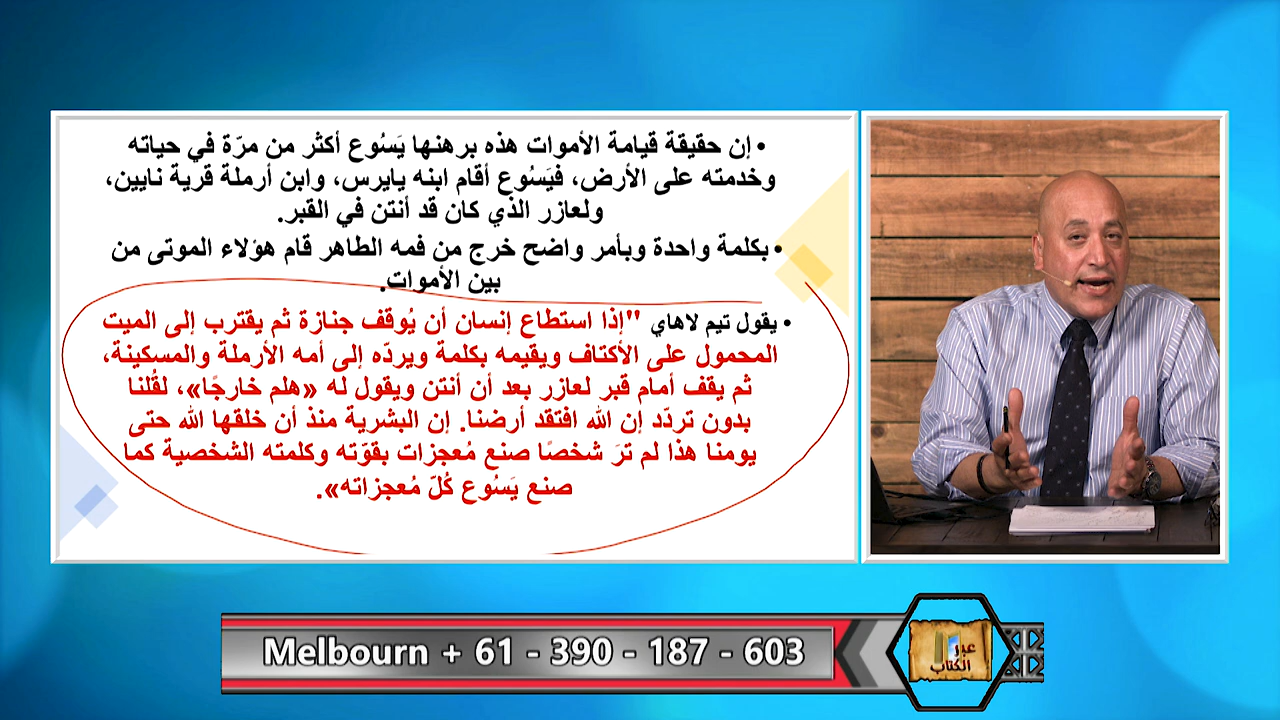 • إن حقيقة قيامة الأموات هذه برهنها يَسُوع أكثر من مرّة في حياته
وخدمته على الأرض، فيَسُوع أقام ابنه يايرس، وابن أرملة قرية نايين،
ولعازر الذي كان قد أنتن في القبر.
• بكلمة واحدة وبأمر واضح خرج من فمه الطاهر قام هؤلاء الموتى من
بين الأموات.
• يقول تيم لاهاي "إذا استطاع إنسان أن يُوقف جنازة ثم يقترب إلى الميت
المحمول على الأكتاف ويقيمه بكلمة ويردّه إلى أمه الأرملة والمسكينة،
ثم يقف أمام قبر لعازر بعد أن أنتن ويقول له «هلم خارجًا»، لقُلنا
بدون تردّد إن الله افتقد أرضنا. إن البشرية منذ أن خلقها الله حتى
يومنا هذا لم ترَ شخصًا صنع مُعجزات بقوّته وكلمته الشخصية كما
صنع يَسُوع كُلّ مُعجزاته».
Melbourn + 61 - 390 - 187 - 603
عبر
الكتاب